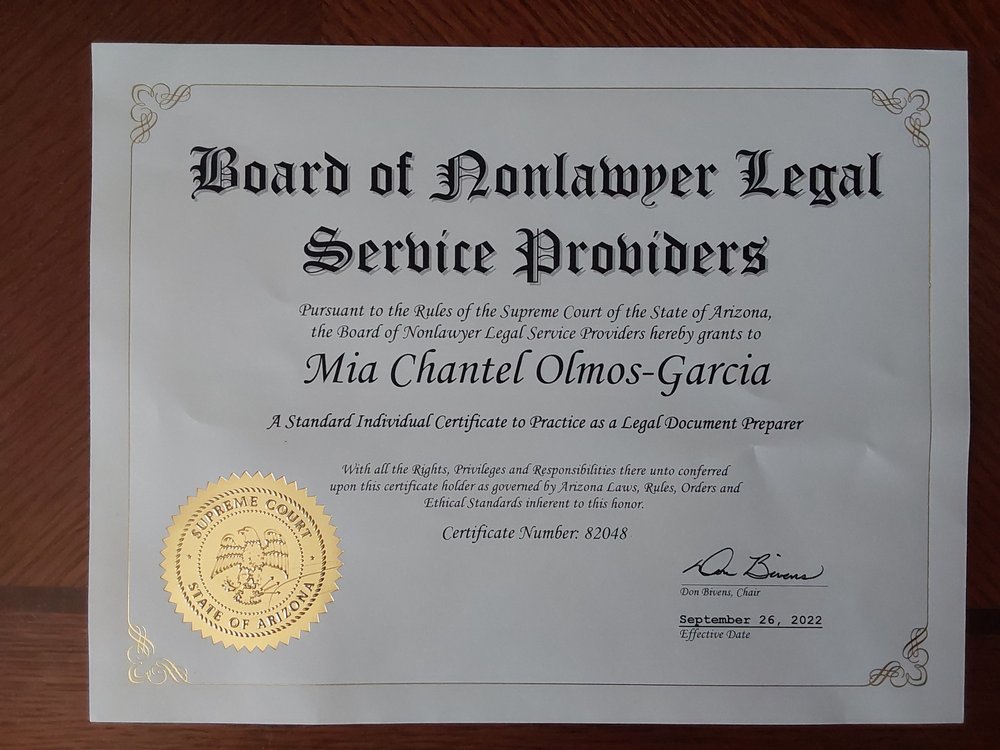 Board of Nonlawyer Legal
Service Providers
Pursuant to the Rules of the Supreme Court of the State of Arizona,
the Board of Nonlawyer Legal Service Providers hereby grants to
Mia Chantel Olmos-Garcia
A Standard Individual Certificate to Practice as a Legal Document Preparer
With all the Rights, Privileges and Responsibilities there unto conferred
upon this certificate holder as governed by Arizona Laws, Rules, Orders and
Ethical Standards inherent to this honor.
Certificate Number: 82048
SUPREME COURT
STATE OF ARIZONA
Don Bivens
Don Bivens, Chair
September 26, 2022
Effective Date